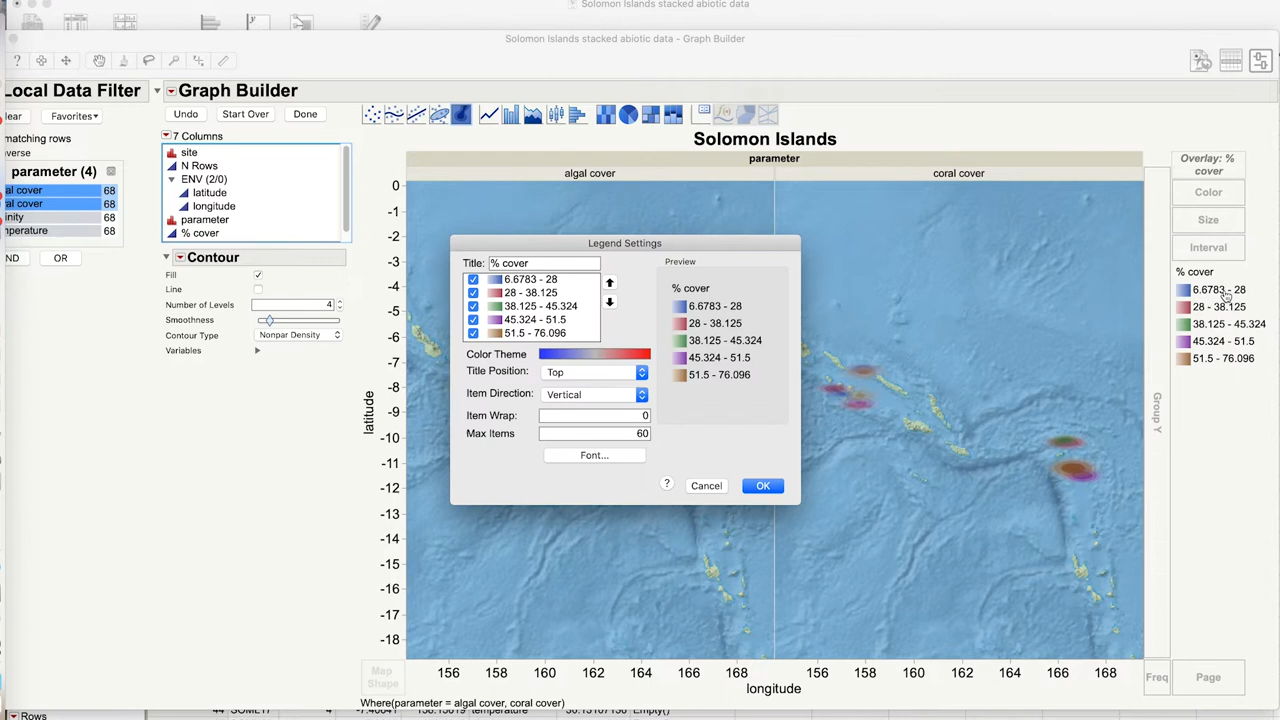 Solomon Islands stacked abiotic data
Solomon Islands stacked abiotic data - Graph Builder
Local Data Filter
Graph Builder
ear
Favorites
Undo
Start Over
Done
matching rows
verse
7 Columns
parameter (4)
al cover 68
al cover 68
inity 68
perature 68
ND
OR
site
N Rows
ENV (2/0)
latitude
longitude
parameter
% cover
Contour
Fill
Line
Number of Levels 4
Smoothness
Contour Type Nonpar Density
Variables
Solomon Islands
parameter
algal cover
coral cover
0
-1
-2
-3
-4
-5
-6
-7
-8
-9
-10
-11
-12
-13
-14
-15
-16
-17
-18
latitude
156 158 160 162 164 166 168 156 158 160 162 164 166 168
longitude
Map
Shape
Where(parameter = algal cover, coral cover)
Group Y
Freq
Page
Overlay: %
cover
Color
Size
Interval
% cover
6.6783 - 28
28 - 38.125
38.125 - 45.324
45.324 - 51.5
51.5 - 76.096
Legend Settings
Title: % cover
6.6783 - 28
28 - 38.125
38.125 - 45.324
45.324 - 51.5
51.5 - 76.096
Color Theme
Title Position: Top
Item Direction: Vertical
Item Wrap: 0
Max Items 60
Font...
Preview
% cover
6.6783 - 28
28 - 38.125
38.125 - 45.324
45.324 - 51.5
51.5 - 76.096
?
Cancel
OK
Rows